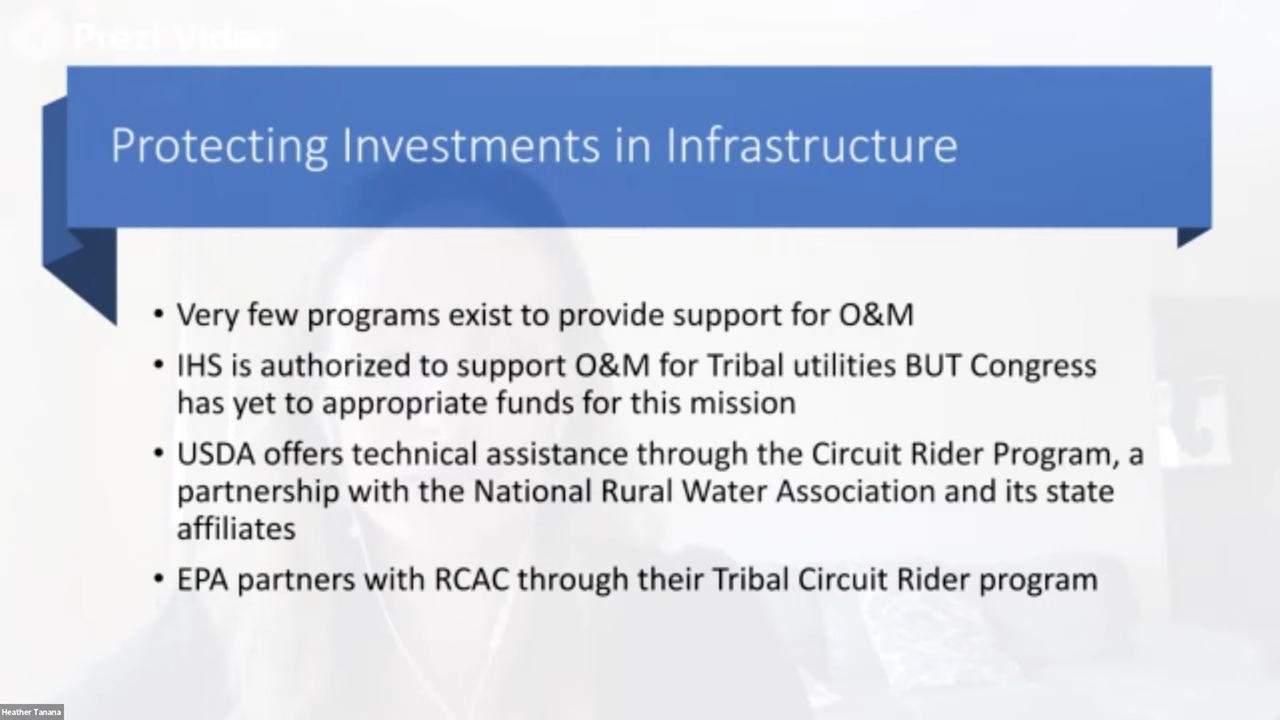 Prezi Video
Protecting Investments in Infrastructure
• Very few programs exist to provide support for O&M
• IHS is authorized to support O&M for Tribal utilities BUT Congress
has yet to appropriate funds for this mission
• USDA offers technical assistance through the Circuit Rider Program, a
partnership with the National Rural Water Association and its state
affiliates
• EPA partners with RCAC through their Tribal Circuit Rider program
Heather Tanana